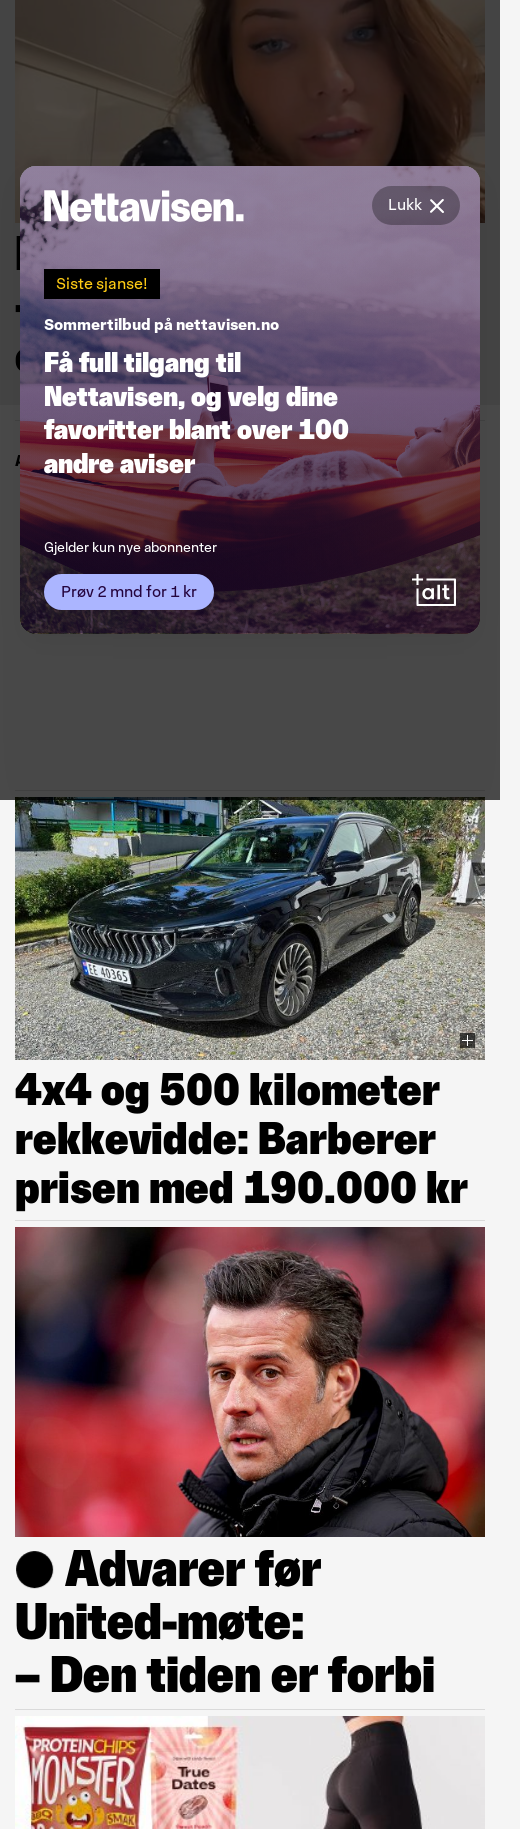 Nettavisen.
Lukk
Siste sjanse!
Sommertilbud på nettavisen.no
Få full tilgang til
Nettavisen, og velg dine
favoritter blant over 100
andre aviser
Gjelder kun nye abonnenter
Prøv 2 mnd for 1 kr
+alt
EE 40365
4x4 og 500 kilometer
rekkevidde: Barberer
prisen med 190.000 kr
● Advarer før
United-møte:
– Den tiden er forbi
PROTEINCHIPS
MONSTER
BBQ
SMAK
True
Dates